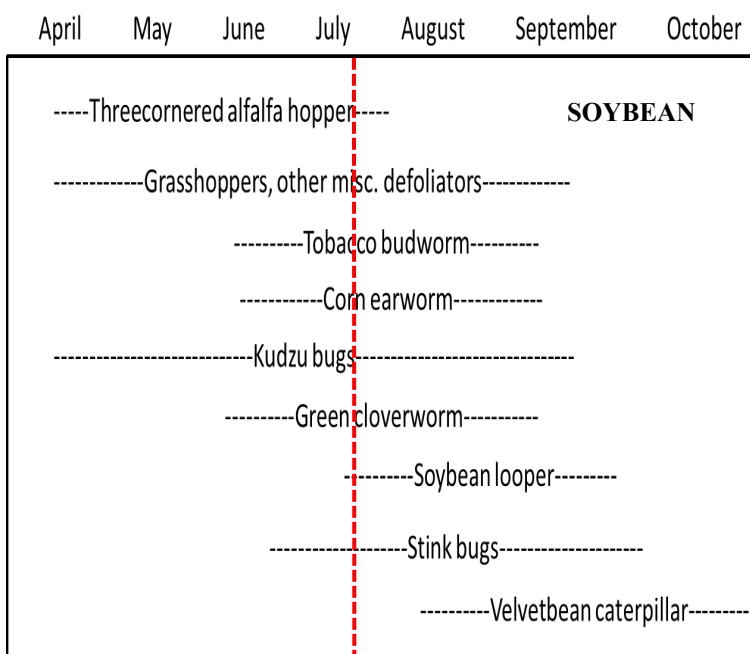 April May June July August September October
-----Threecornered alfalfa hopper----- SOYBEAN
-------------Grasshoppers, other misc. defoliators-------------
----------Tobacco budworm----------
------------Corn earworm-------------
-----------------------------Kudzu bugs--------------------------------
----------Green cloverworm-----------
----------Soybean looper---------
--------------------Stink bugs---------------------
----------Velvetbean caterpillar---------